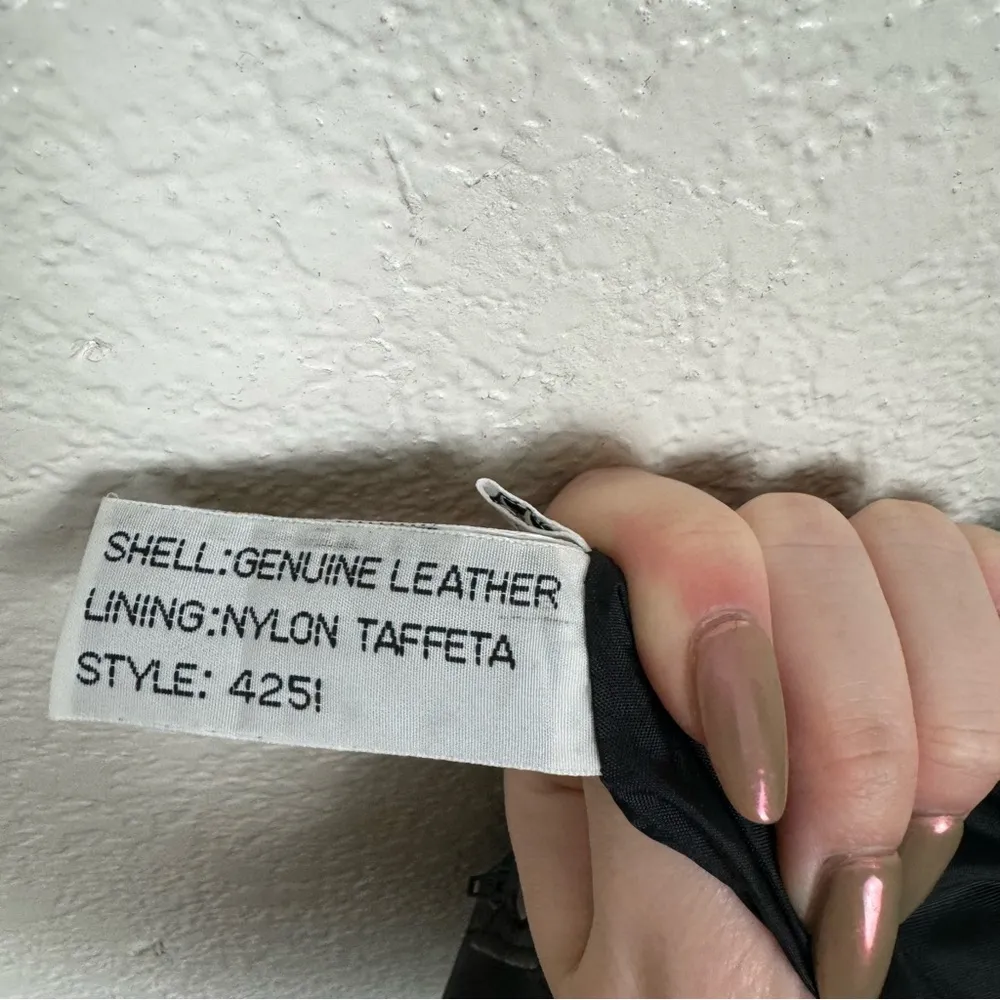 SHELL:GENUINE LEATHER
LINING:NYLON TAFFETA
STYLE: 4251